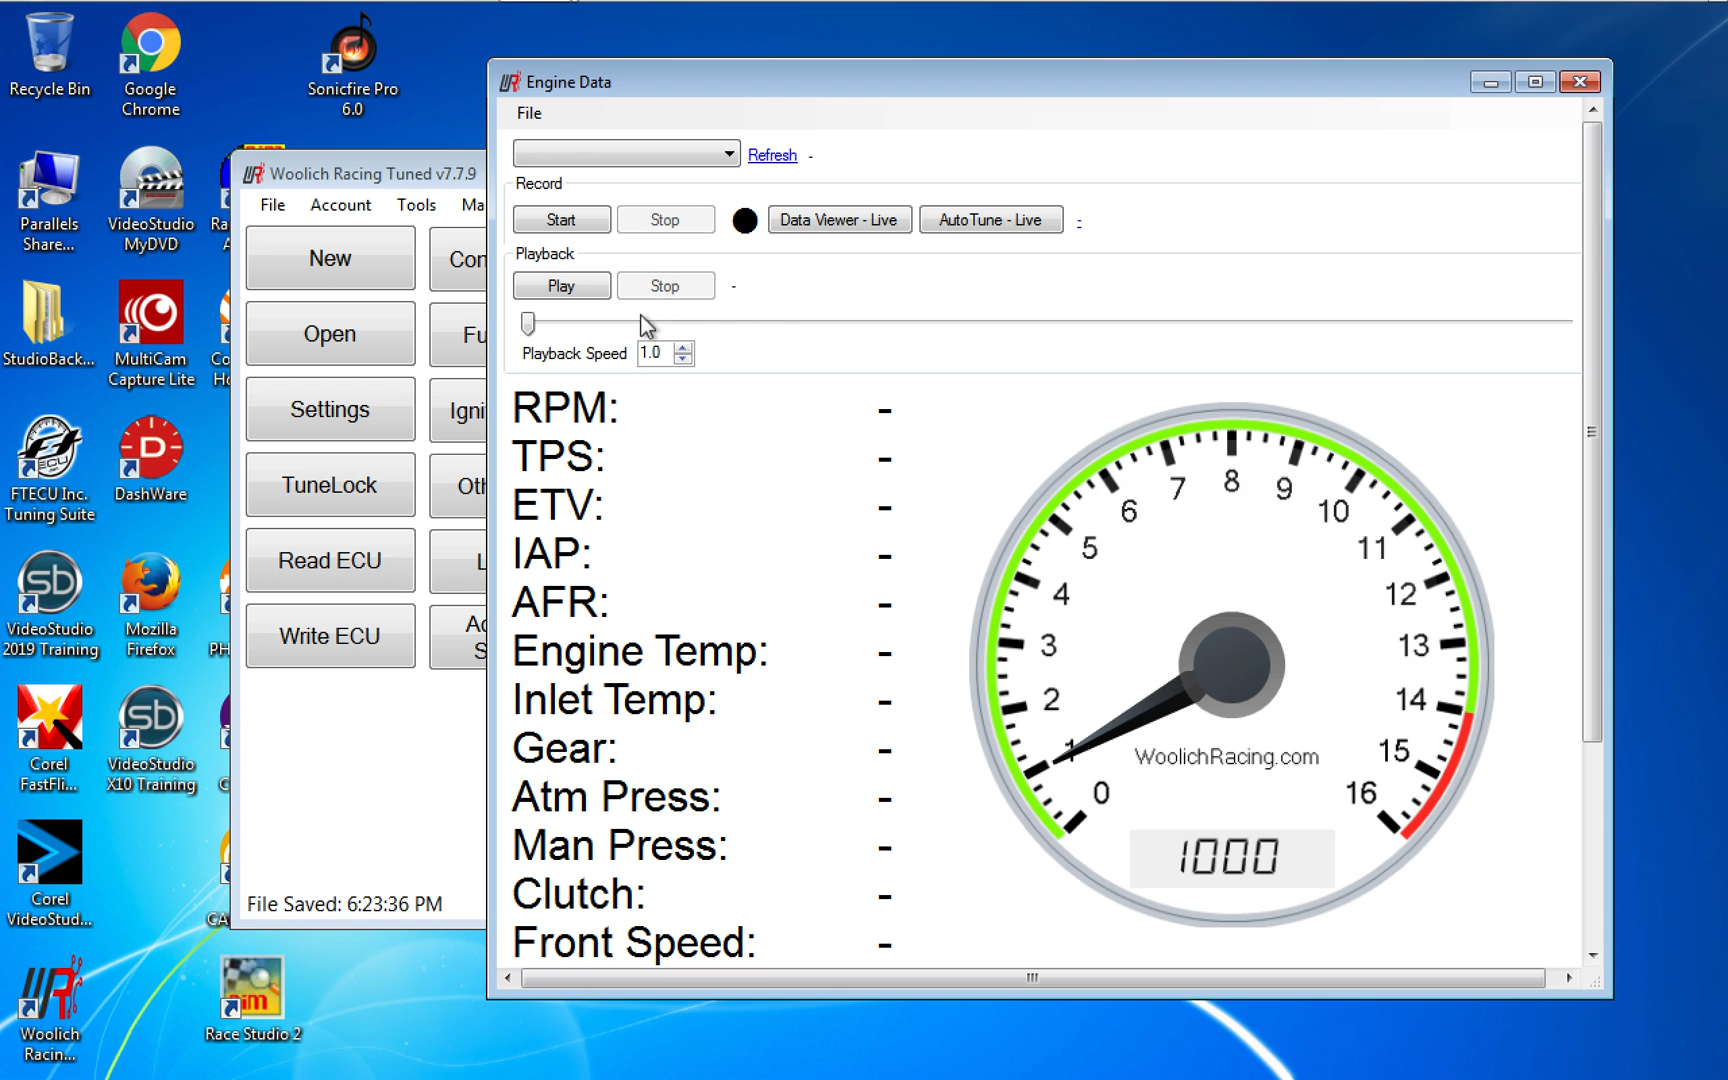 Recycle Bin
Google
Chrome
Sonicfire Pro
6.0
Parallels
Share...
VideoStudio
MyDVD
StudioBack...
MultiCam
Capture Lite
FTECU Inc.
Tuning Suite
DashWare
VideoStudio
2019 Training
Mozilla
Firefox
Corel
FastFli...
VideoStudio
X10 Training
Corel
VideoStud...
Woolich
Racin...
Race Studio 2
Woolich Racing Tuned v7.7.9
File Account Tools Ma
New
Open
Settings
TuneLock
Read ECU
Write ECU
Con
Fu
Igni
Oth
L
Ac
S
File Saved: 6:23:36 PM
Engine Data
File
Refresh -
Record
Start Stop Data Viewer - Live AutoTune - Live -
Playback
Play Stop -
Playback Speed 1.0
RPM: -
TPS: -
ETV: -
IAP: -
AFR: -
Engine Temp: -
Inlet Temp: -
Gear: -
Atm Press: -
Man Press: -
Clutch: -
Front Speed: -
0
1
2
3
4
5
6
7
8
9
10
11
12
13
14
15
16
WoolichRacing.com
1000